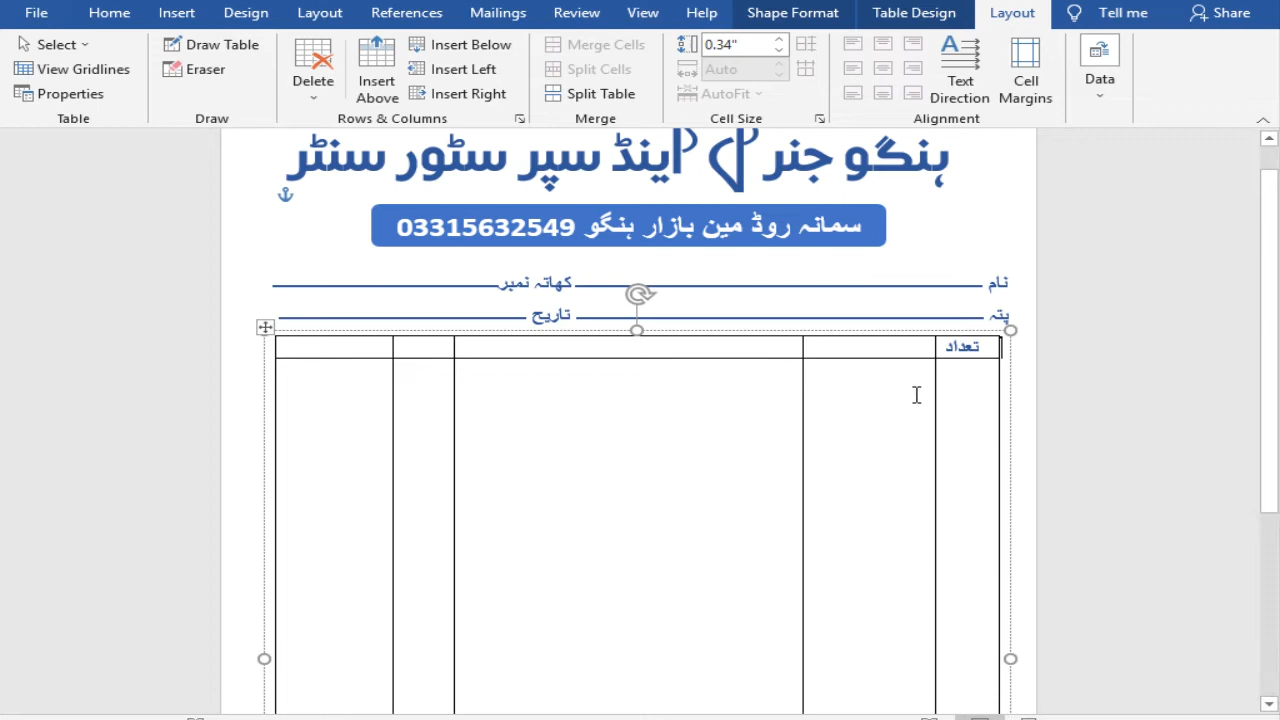 File Home Insert Design Layout References Mailings Review View Help Shape Format Table Design Layout Tell me Share
Select Draw Table Delete Insert Above Insert Below Merge Cells 0.34" Text Direction Cell Margins Data
View Gridlines Eraser Insert Left Split Cells Auto
Properties Insert Right Split Table AutoFit
Table Draw Rows & Columns Merge Cell Size Alignment
ہنگو جنرل اینڈ سپر سٹور سنٹر
سمانہ روڈ مین بازار ہنگو 03315632549
نام کھاتہ نمبر
پتہ تاریخ
تعداد